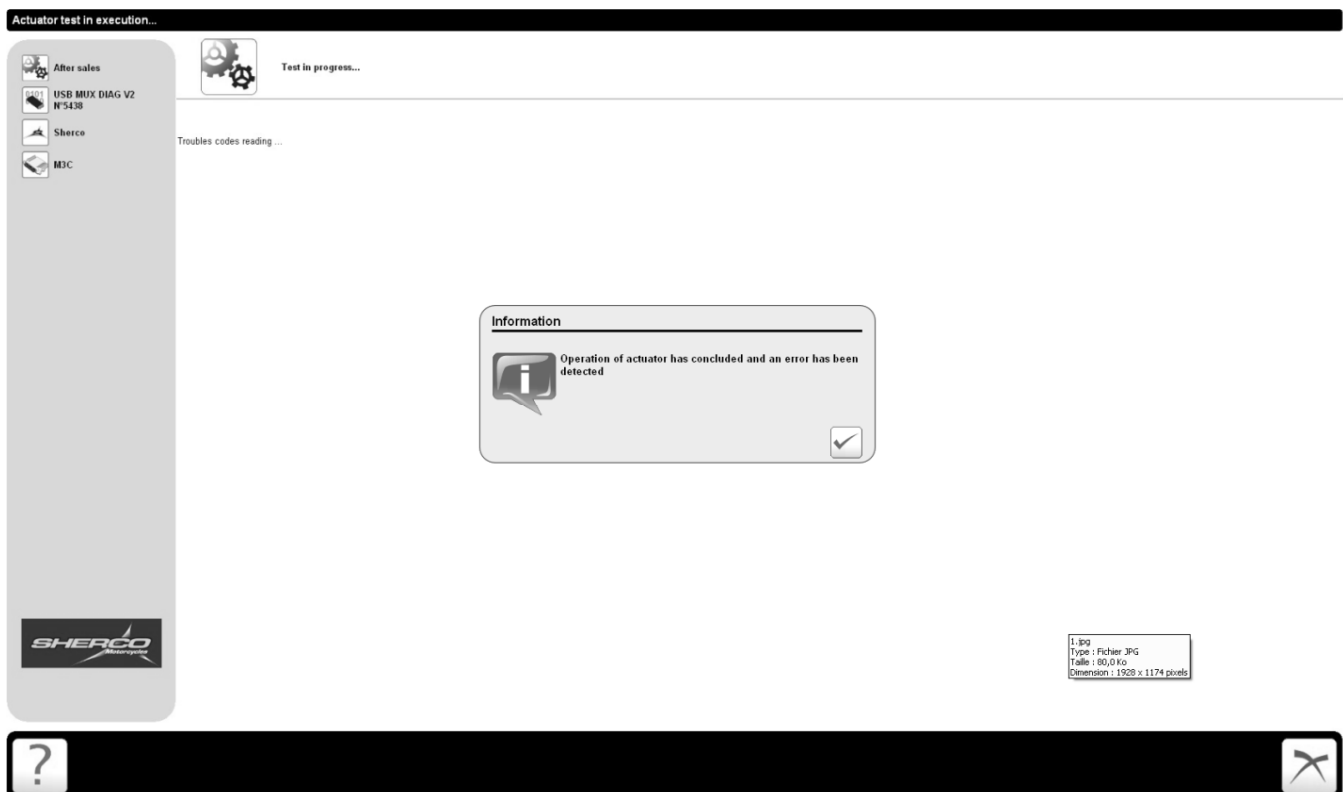 Actuator test in execution...
After sales
USB MUX DIAG V2
N°5438
Sherco
M3C
Test in progress...
Troubles codes reading ...
Information
Operation of actuator has concluded and an error has been
detected
SHERCO
Motorcycles
1.jpg
Type : Fichier JPG
Taille : 80,0 Ko
Dimension : 1928 x 1174 pixels
?